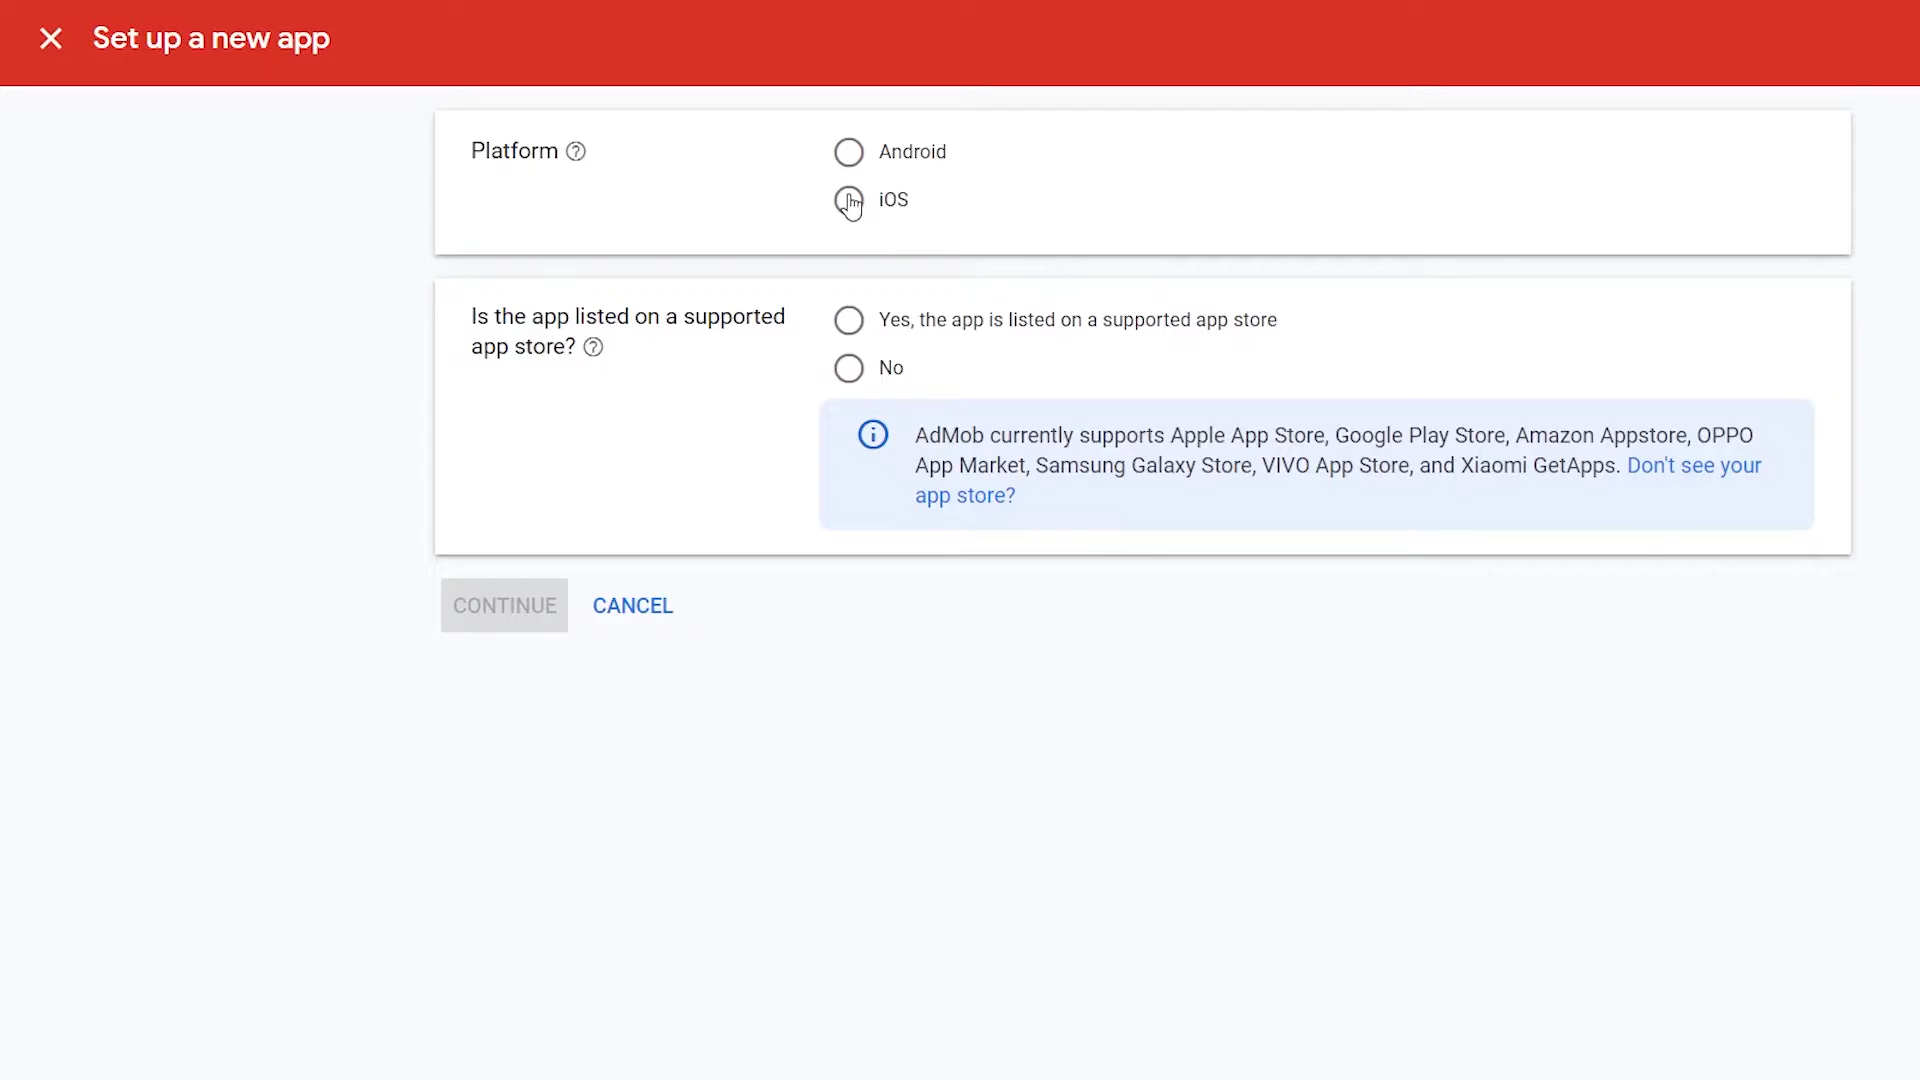 Set up a new app
Platform
Android
iOS
Is the app listed on a supported
app store?
Yes, the app is listed on a supported app store
No
AdMob currently supports Apple App Store, Google Play Store, Amazon Appstore, OPPO
App Market, Samsung Galaxy Store, VIVO App Store, and Xiaomi GetApps. Don't see your
app store?
CONTINUE
CANCEL